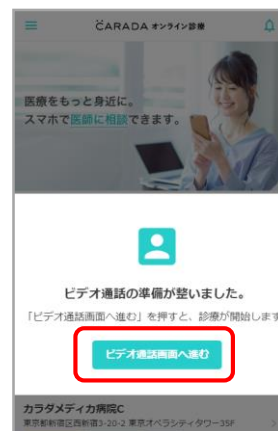 CARADA オンライン診療
医療をもっと身近に。
スマホで医師に相談できます。
ビデオ通話の準備が整いました。
「ビデオ通話画面へ進む」を押すと、診療が開始します
ビデオ通話画面へ進む
カラダメディカ病院C
東京都新宿区西新宿3-20-2 東京オペラシティタワー35F